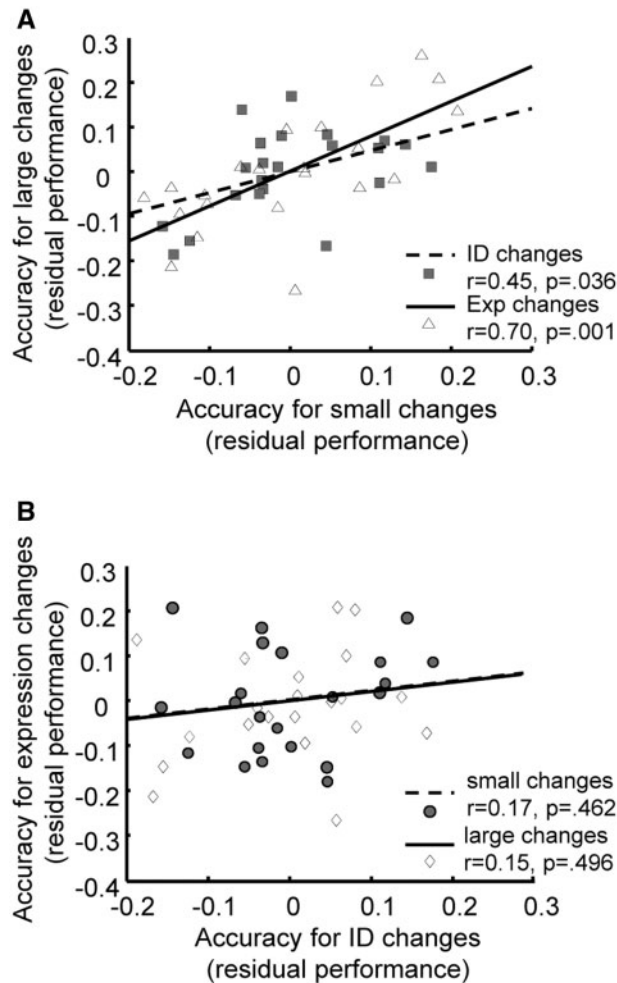 A
Accuracy for large changes
(residual performance)
0.3
0.2
0.1
0
-0.1
-0.2
-0.3
-0.4
ID changes
r=0.45, p=.036
Exp changes
r=0.70, p=.001
-0.2
-0.1
0
0.1
0.2
0.3
Accuracy for small changes
(residual performance)
B
Accuracy for expression changes
(residual performance)
0.3
0.2
0.1
0
-0.1
-0.2
-0.3
-0.4
small changes
r=0.17, p=.462
large changes
r=0.15, p=.496
-0.2
-0.1
0
0.1
0.2
0.3
Accuracy for ID changes
(residual performance)